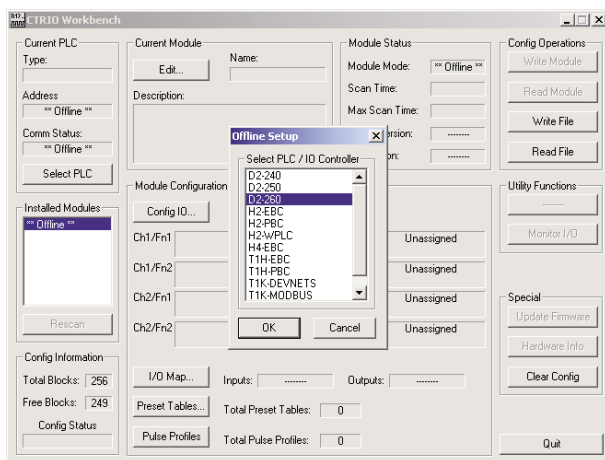 CTRIO Workbench
Current PLC
Type:
Address
** Offline **
Comm Status:
** Offline **
Select PLC
Installed Modules
** Offline **
Rescan
Config Information
Total Blocks: 256
Free Blocks: 249
Config Status
Current Module
Edit...
Name:
Description:
Module Configuration
Config IO...
Ch1/Fn1
Unassigned
Ch1/Fn2
Unassigned
Ch2/Fn1
Unassigned
Ch2/Fn2
Unassigned
I/O Map...
Inputs: --------
Outputs: --------
Preset Tables...
Total Preset Tables: 0
Pulse Profiles
Total Pulse Profiles: 0
Module Status
Module Mode: ** Offline **
Scan Time:
Max Scan Time:
--------
--------
Offline Setup
Select PLC / IO Controller
D2-240
D2-250
D2-260
H2-EBC
H2-PBC
H2-WPLC
H4-EBC
T1H-EBC
T1H-PBC
T1K-DEVNETS
T1K-MODBUS
OK
Cancel
Config Operations
Write Module
Read Module
Write File
Read File
Utility Functions
--------
Monitor I/O
Special
Update Firmware
Hardware Info
Clear Config
Quit